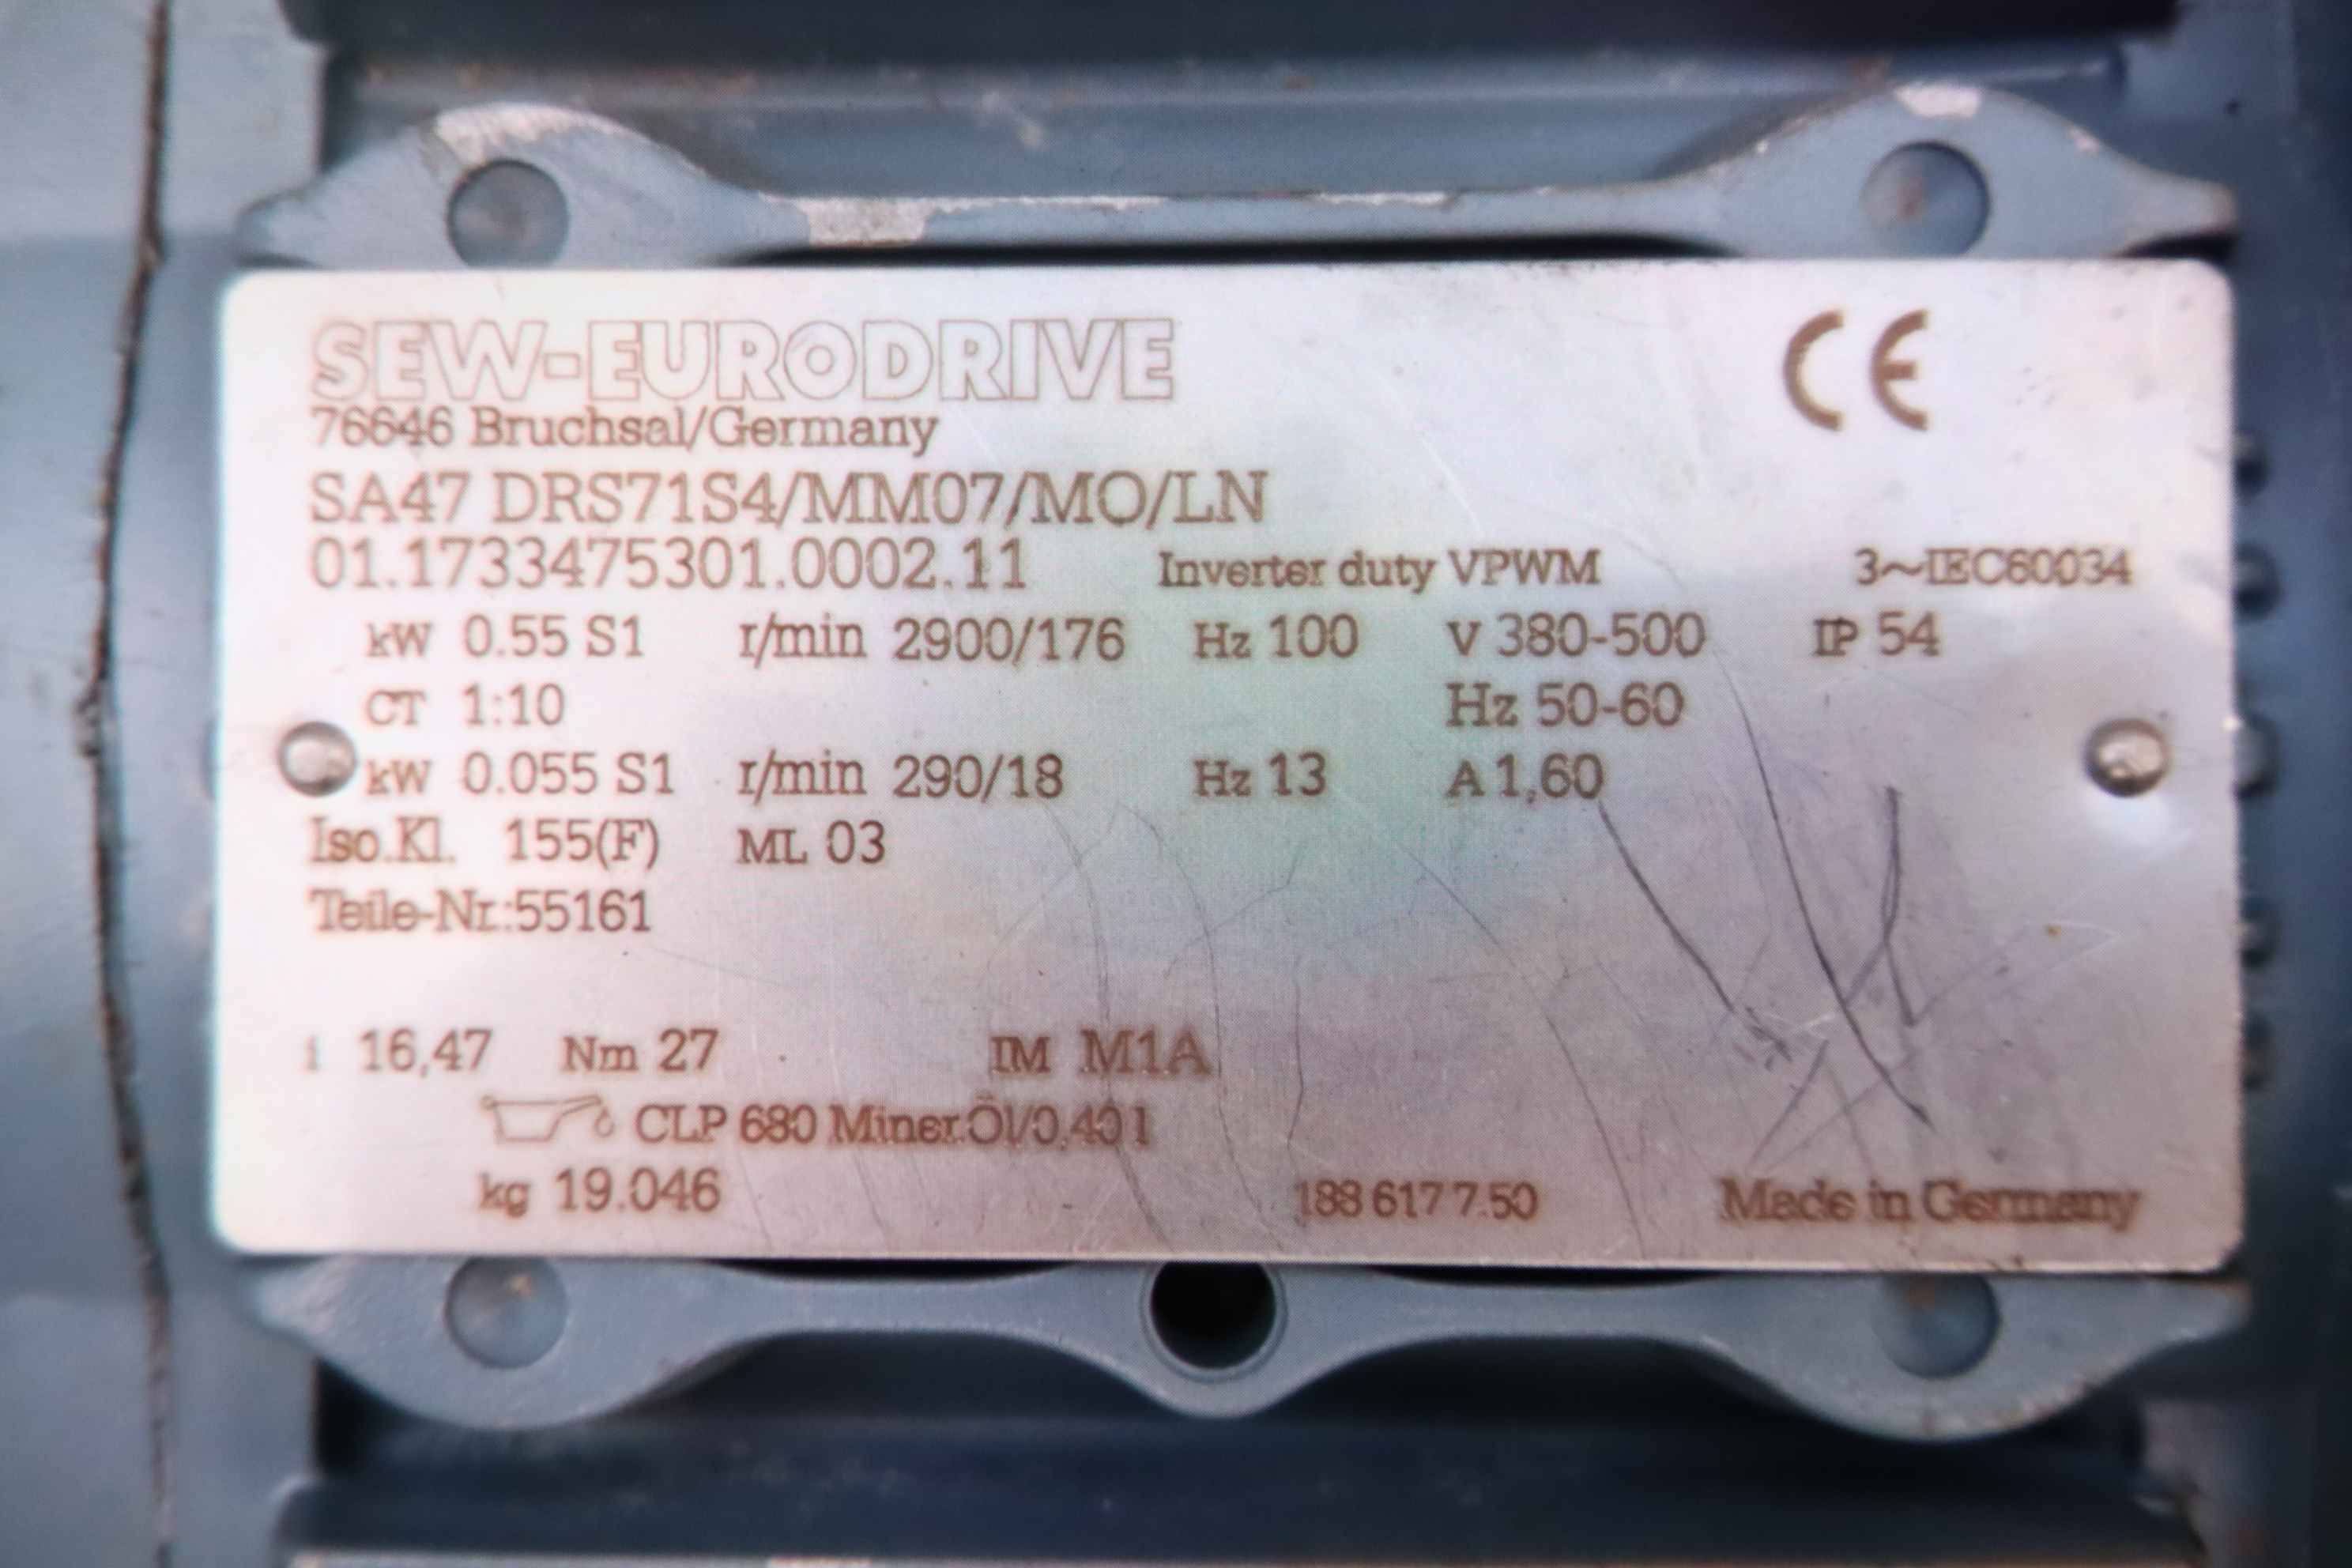 SEW-EURODRIVE
CE
76646 Bruchsal/Germany
SA47 DRS71S4/MM07/MO/LN
01.1733475301.0002.11 Inverter duty VPWM 3~IEC60034
kW 0.55 S1 r/min 2900/176 Hz 100 V 380-500 IP 54
CT 1:10 Hz 50-60
kW 0.055 S1 r/min 290/18 Hz 13 A 1,60
Iso.Kl. 155(F) ML 03
Teile-Nr.:55161
i 16,47 Nm 27 IM M1A
CLP 680 Miner.Öl/0,40 l
kg 19.046 188 617 7.50 Made in Germany